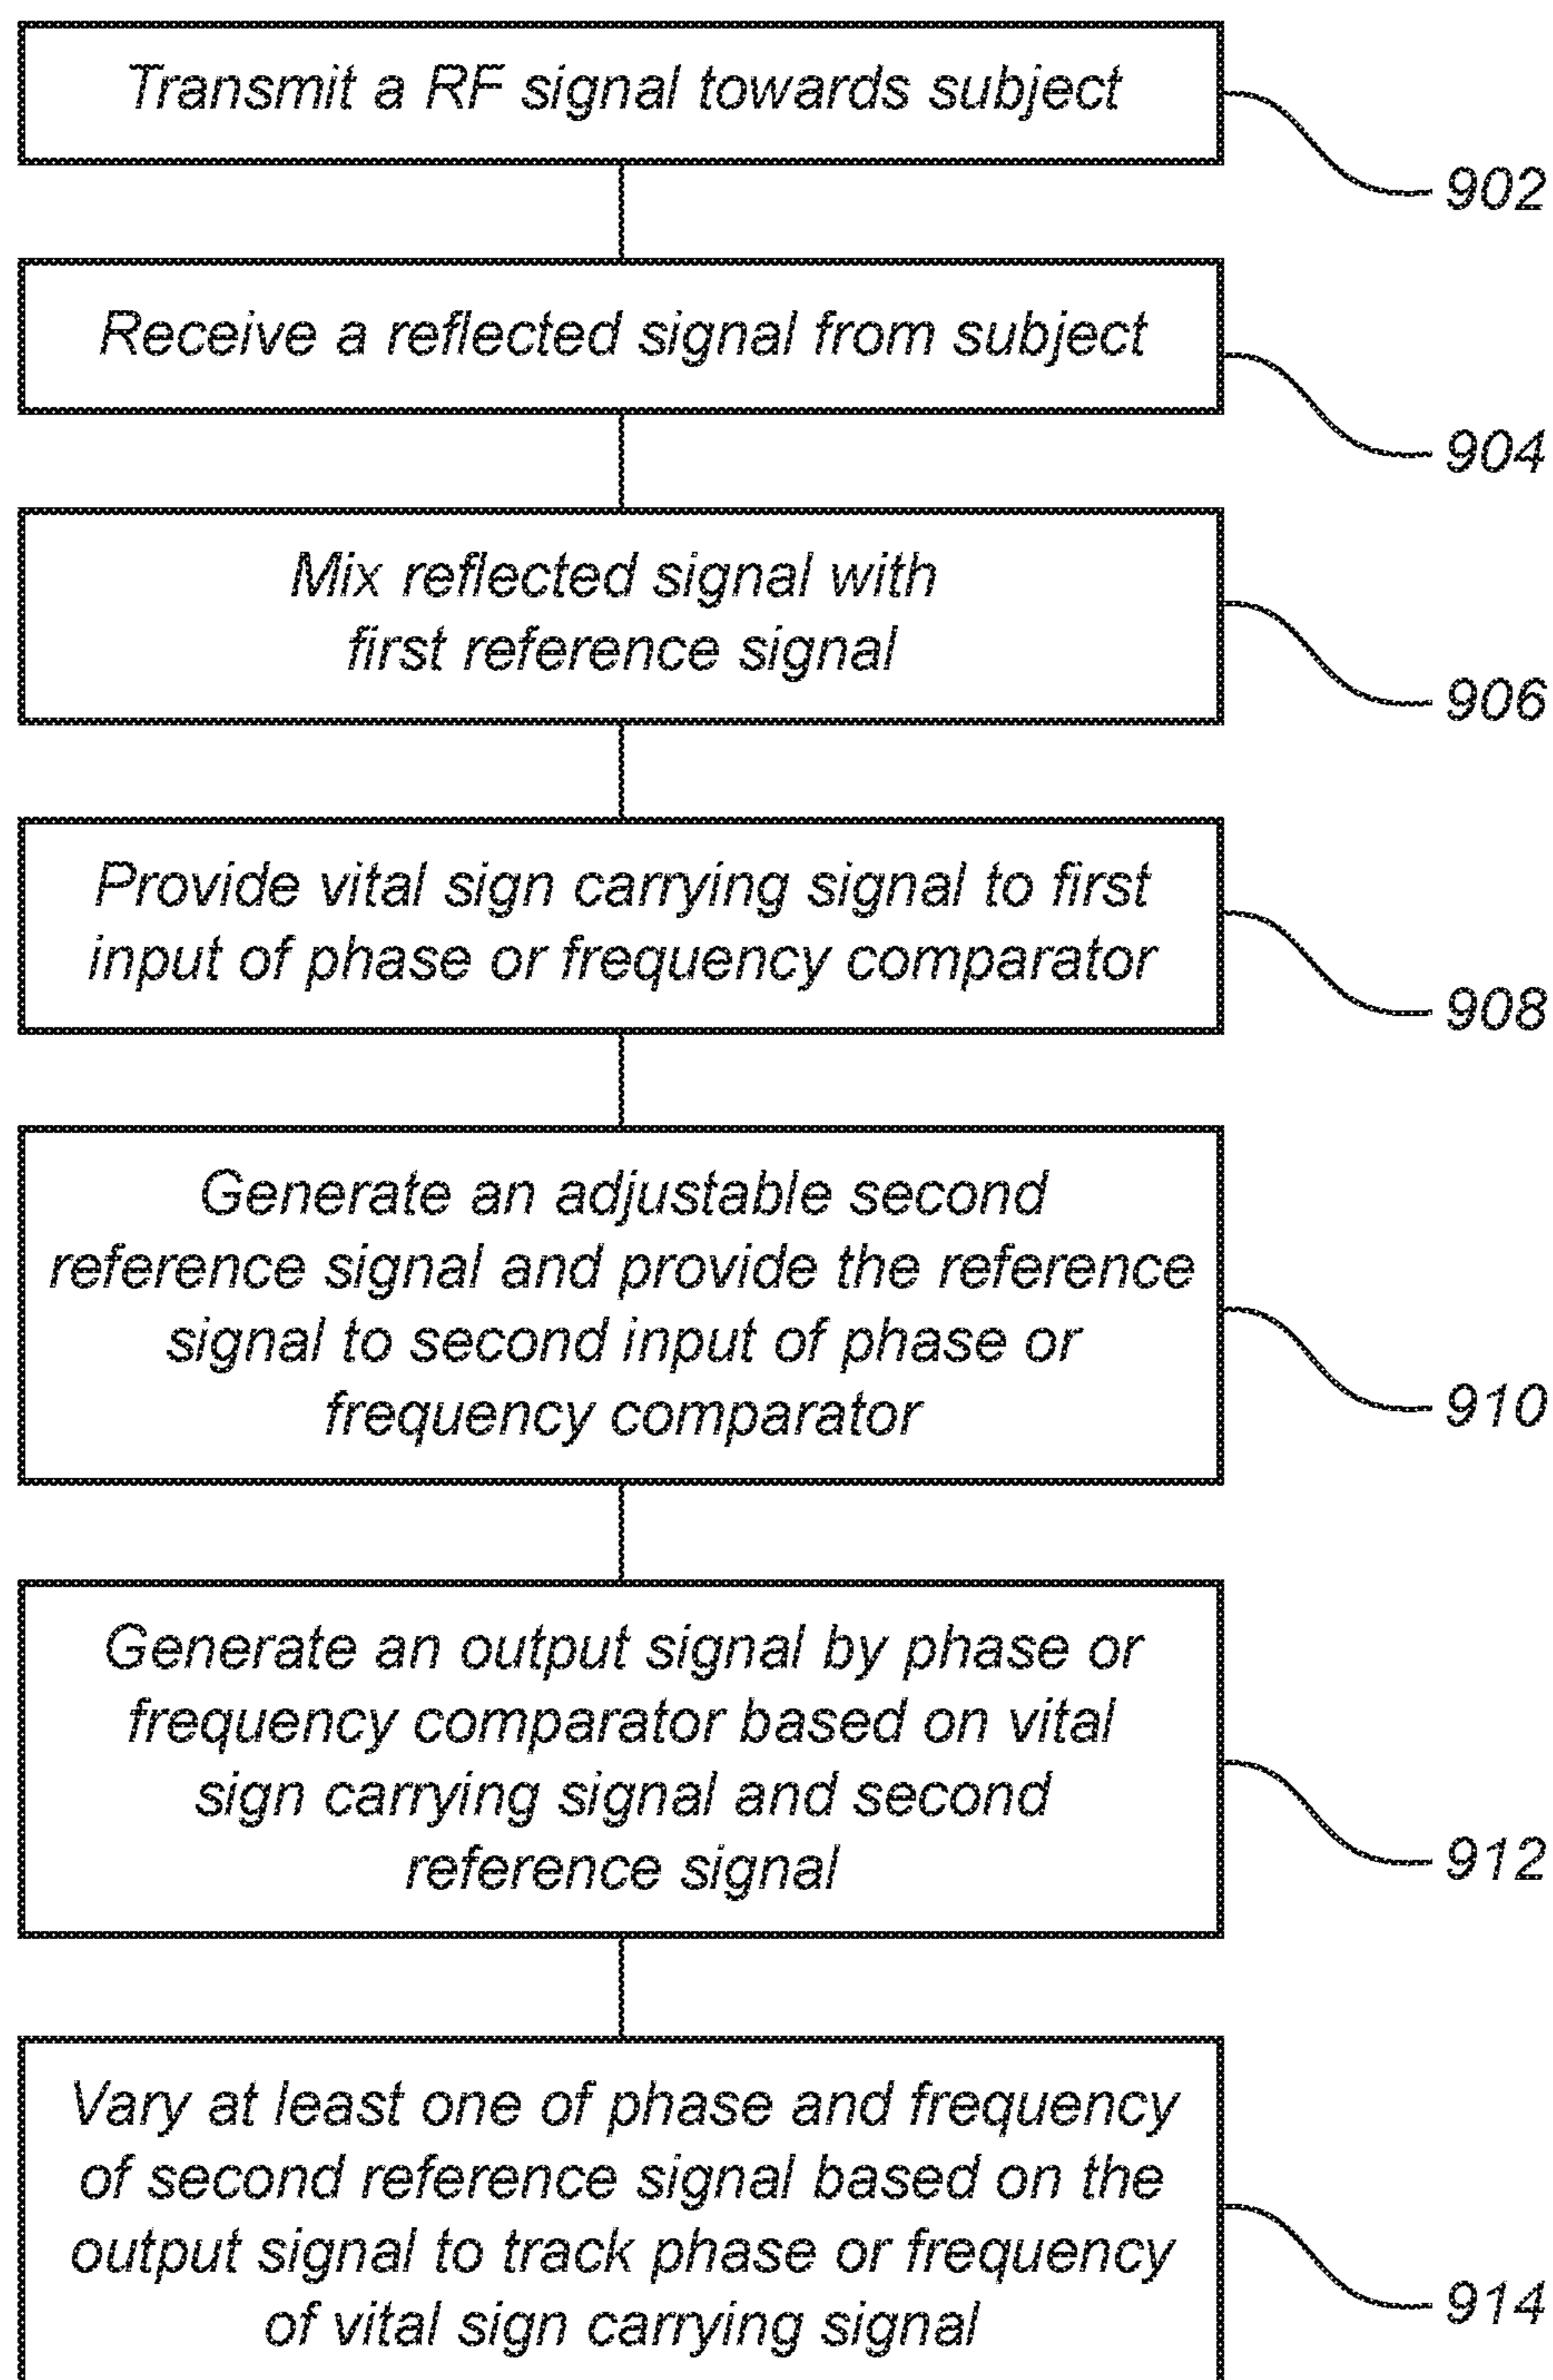 Transmit a RF signal towards subject
902
Receive a reflected signal from subject
904
Mix reflected signal with
first reference signal
906
Provide vital sign carrying signal to first
input of phase or frequency comparator
908
Generate an adjustable second
reference signal and provide the reference
signal to second input of phase or
frequency comparator
910
Generate an output signal by phase or
frequency comparator based on vital
sign carrying signal and second
reference signal
912
Vary at least one of phase and frequency
of second reference signal based on the
output signal to track phase or frequency
of vital sign carrying signal
914